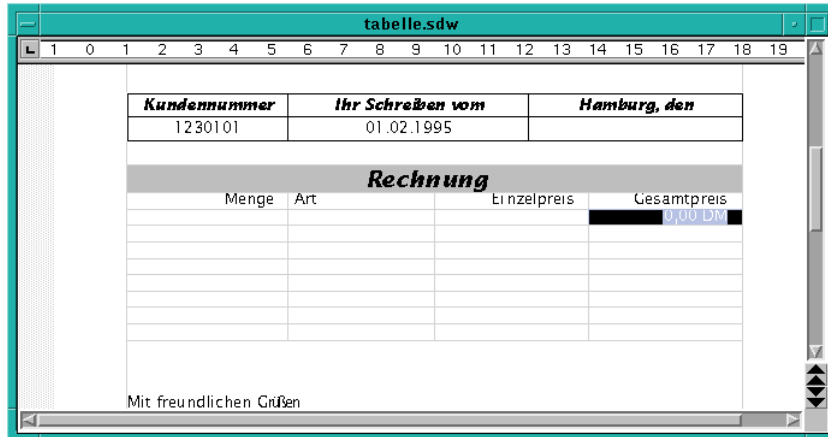 tabelle.sdw
1 0 1 2 3 4 5 6 7 8 9 10 11 12 13 14 15 16 17 18 19
Kundennummer Ihr Schreiben vom Hamburg, den
1230101 01.02.1995
Rechnung
Menge Art Einzelpreis Gesamtpreis
0,00 DM
Mit freundlichen Grüßen